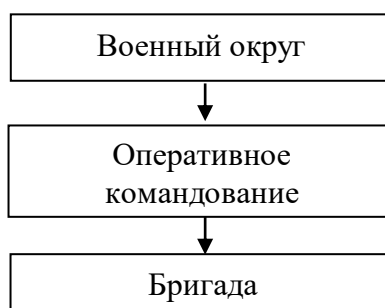 Военный округ
Оперативное
командование
Бригада